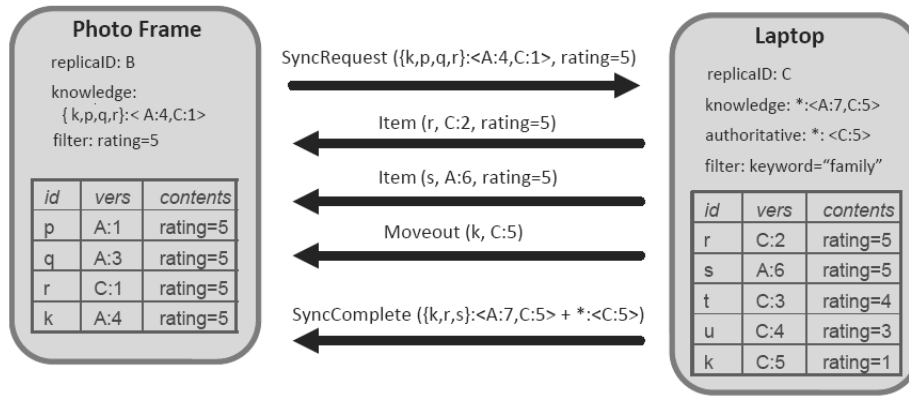 Photo Frame
replicaID: B
knowledge:
{ k,p,q,r}:< A:4,C:1>
filter: rating=5
id vers contents
p A:1 rating=5
q A:3 rating=5
r C:1 rating=5
k A:4 rating=5
SyncRequest ({k,p,q,r}:<A:4,C:1>, rating=5)
Item (r, C:2, rating=5)
Item (s, A:6, rating=5)
Moveout (k, C:5)
SyncComplete ({k,r,s}:<A:7,C:5> + *:<C:5>)
Laptop
replicaID: C
knowledge: *:<A:7,C:5>
authoritative: *: <C:5>
filter: keyword="family"
id vers contents
r C:2 rating=5
s A:6 rating=5
t C:3 rating=4
u C:4 rating=3
k C:5 rating=1